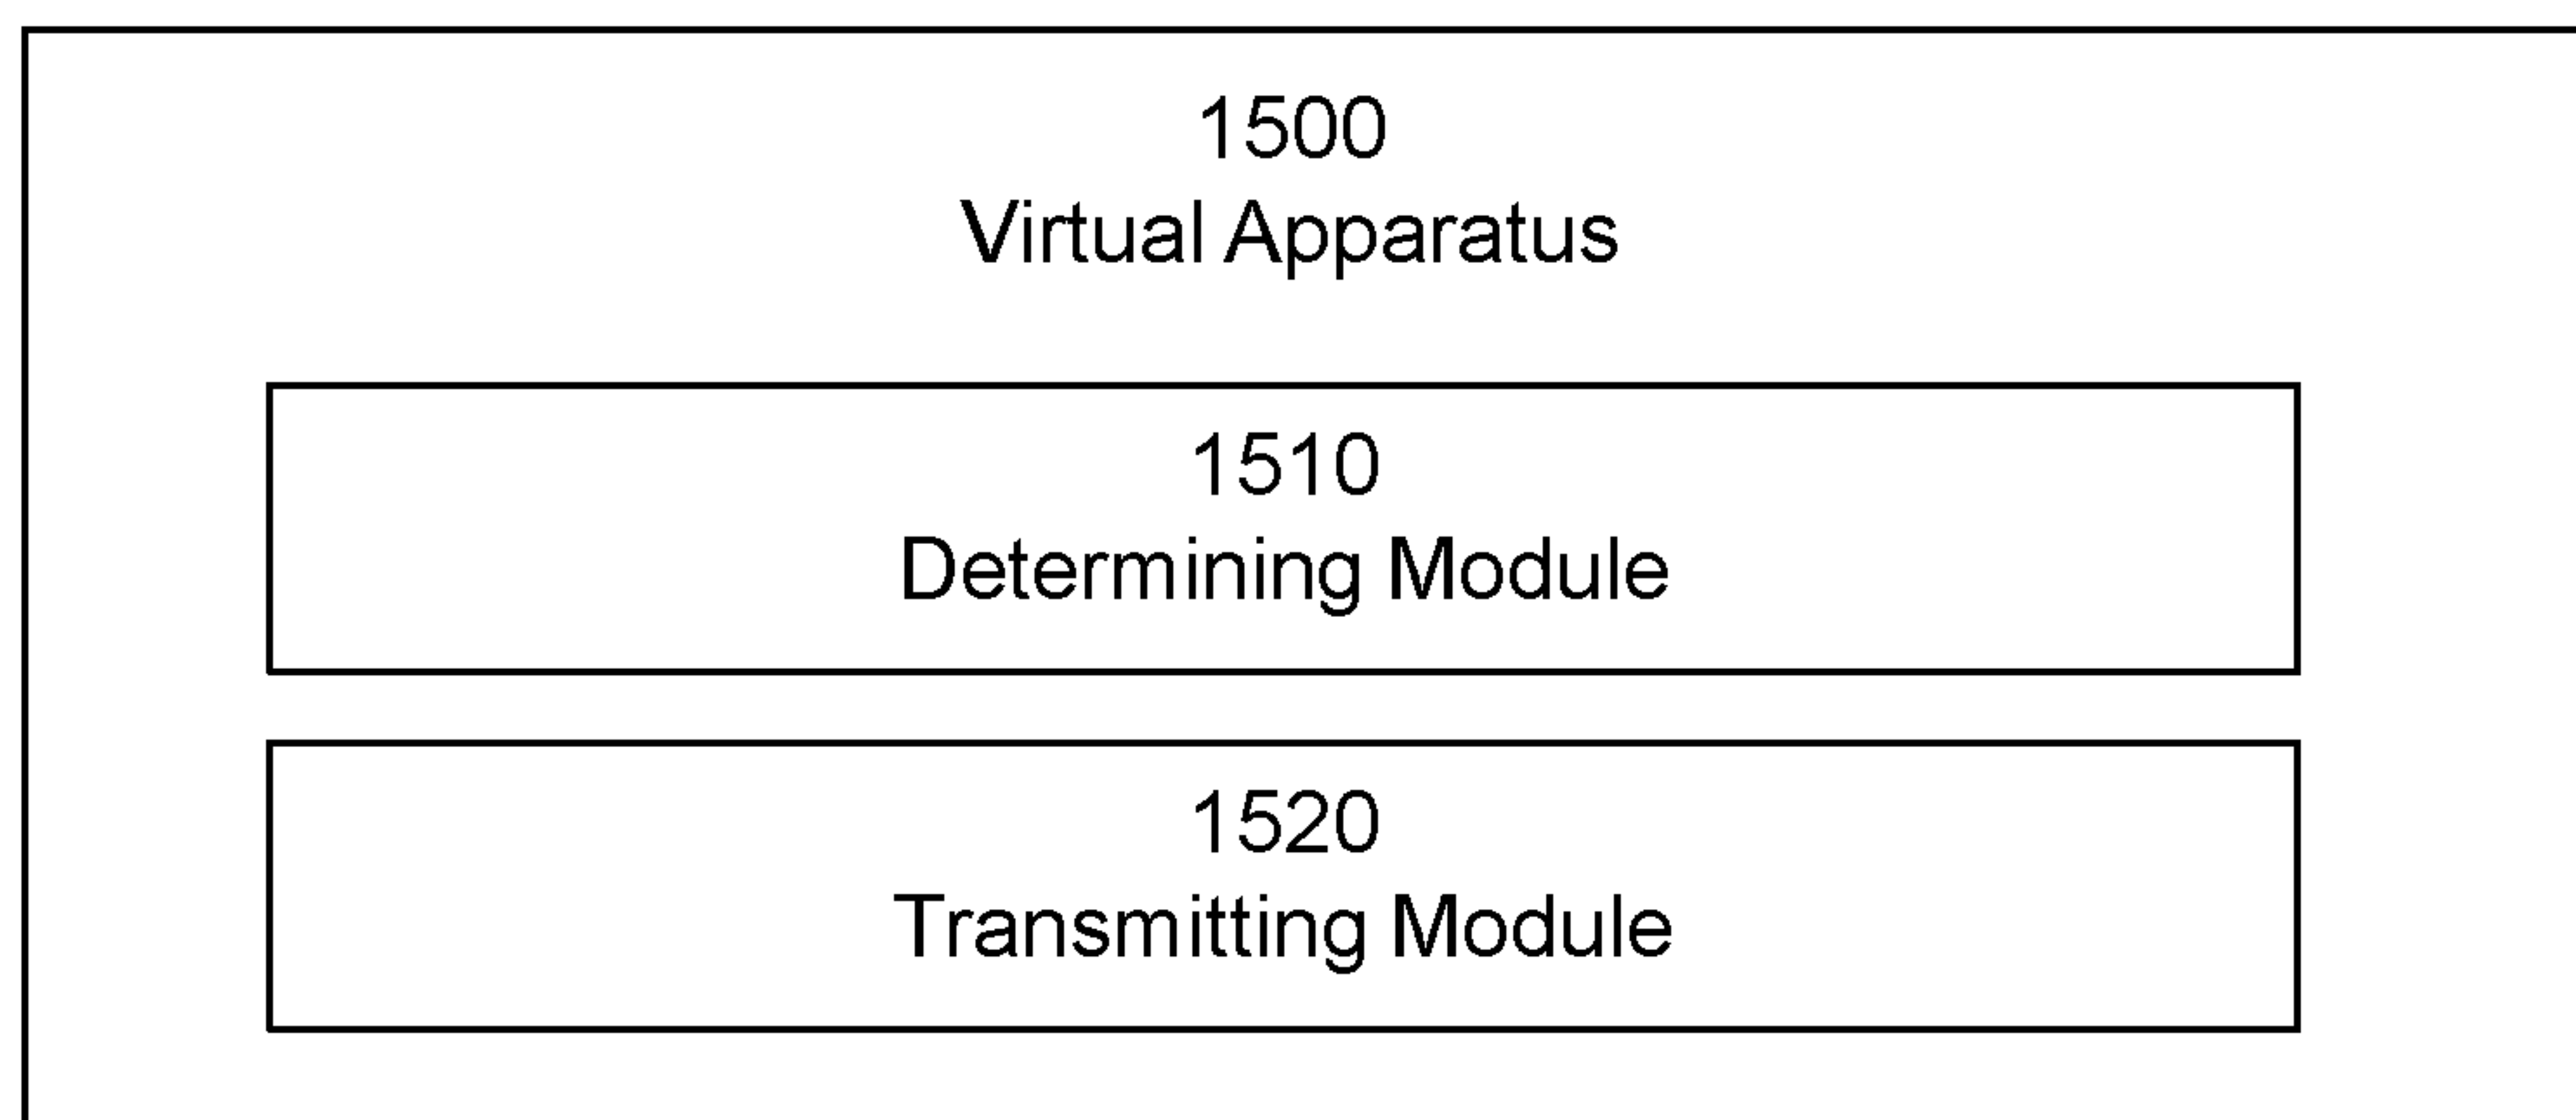 1500
Virtual Apparatus
1510
Determining Module
1520
Transmitting Module